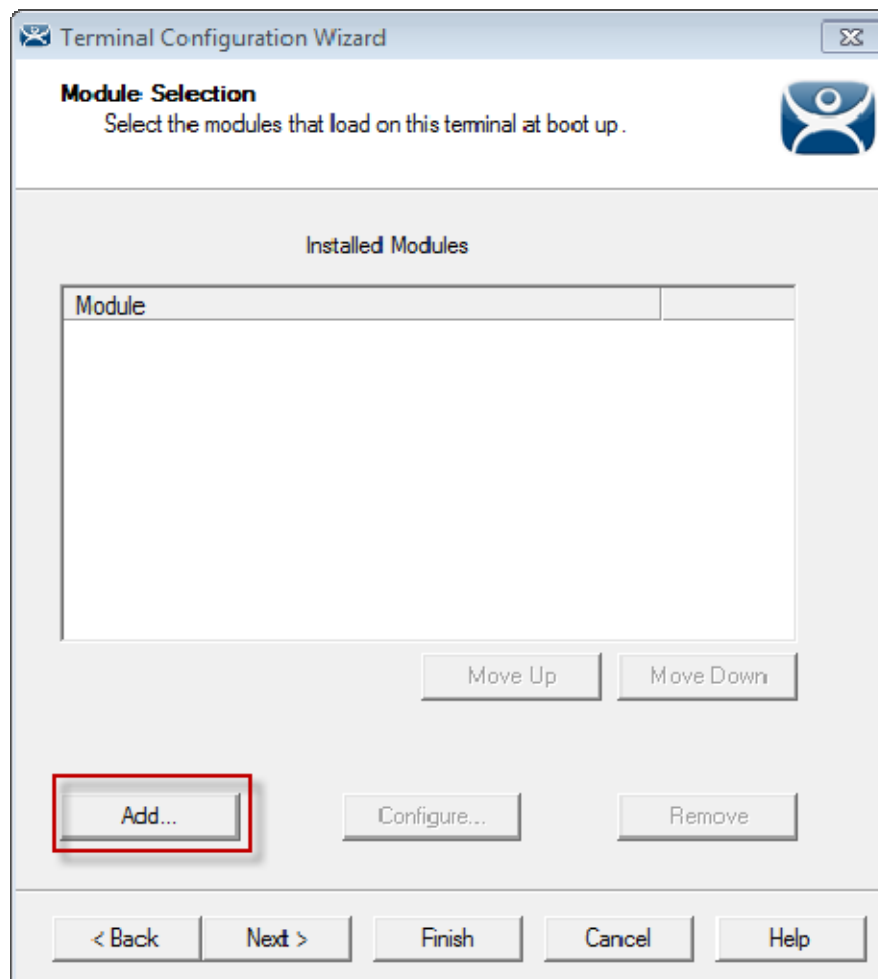 Terminal Configuration Wizard
Module Selection
Select the modules that load on this terminal at boot up.
Installed Modules
Module
Move Up
Move Down
Add...
Configure...
Remove
< Back
Next >
Finish
Cancel
Help